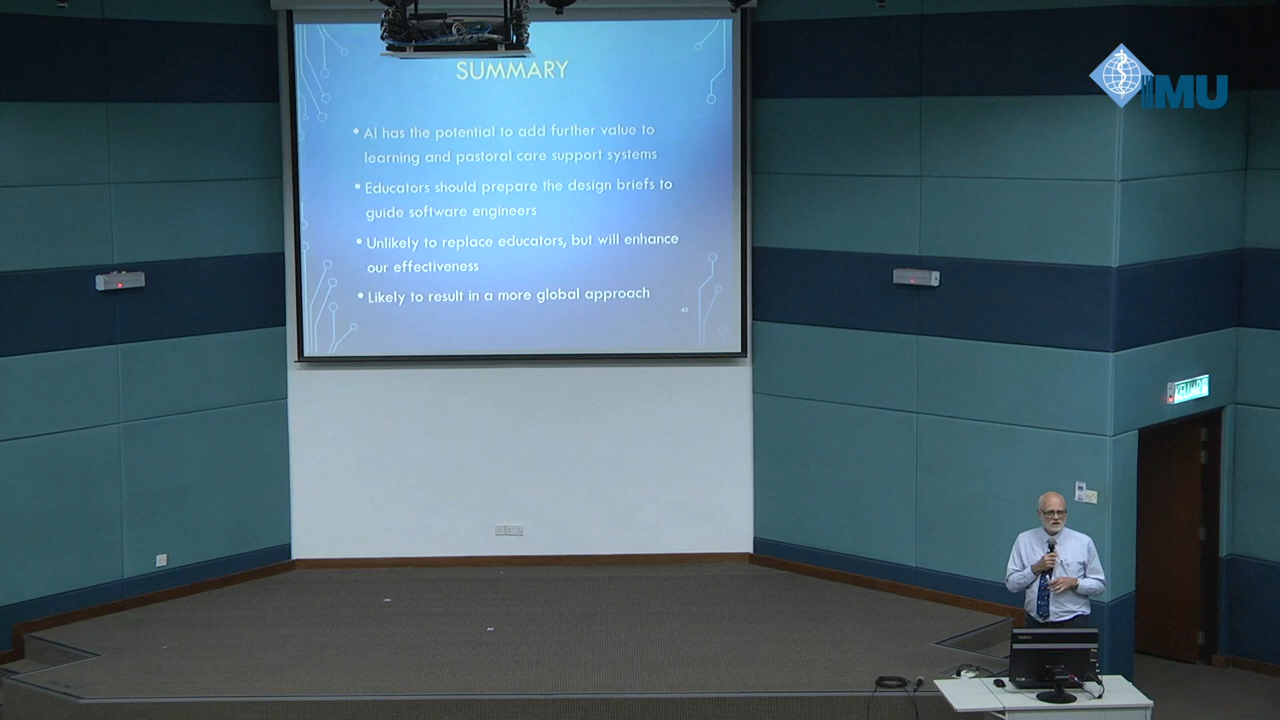 SUMMARY
• AI has the potential to add further value to
learning and pastoral care support systems
• Educators should prepare the design briefs to
guide software engineers
• Unlikely to replace educators, but will enhance
our effectiveness
• Likely to result in a more global approach
42
IMU
KELUAR